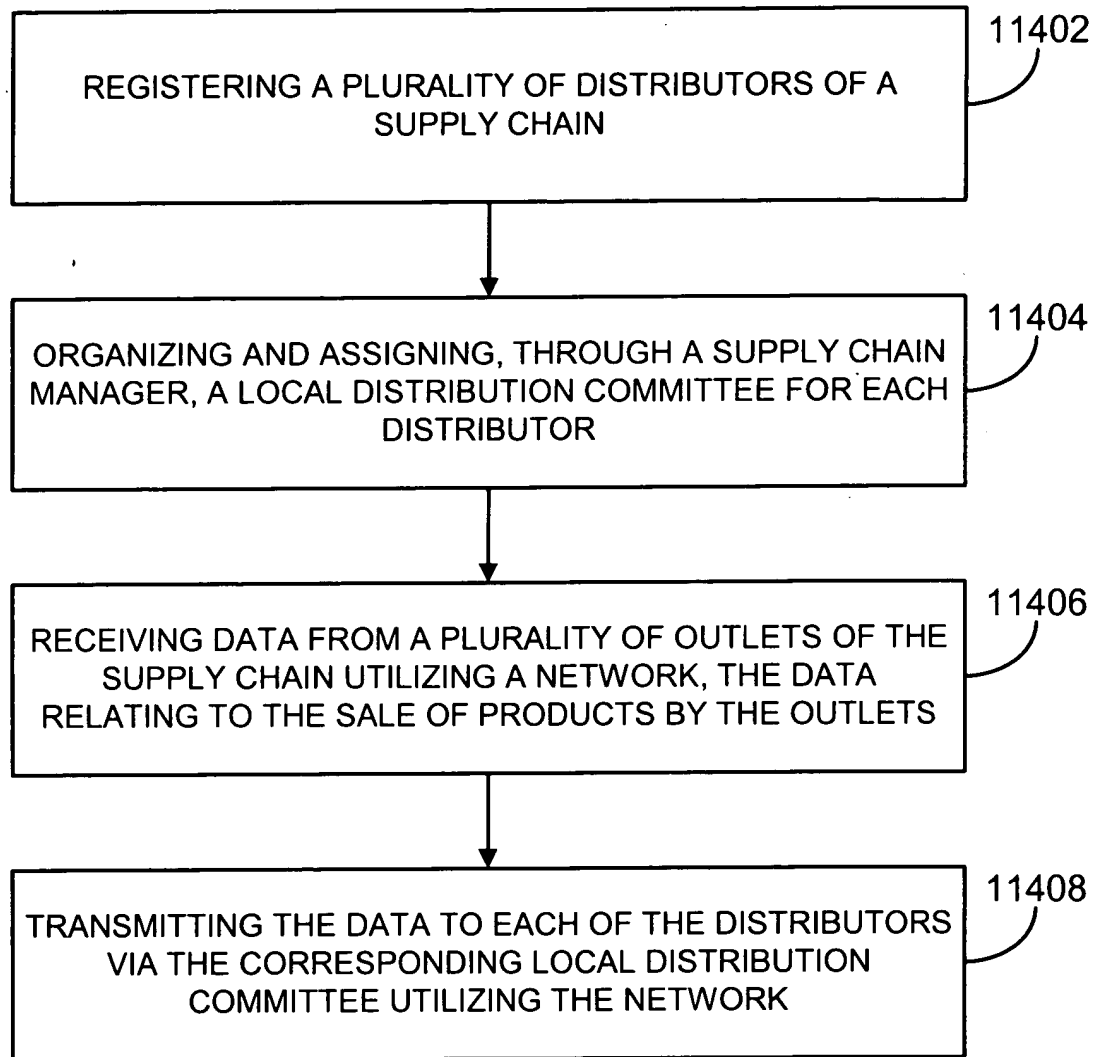 11402
REGISTERING A PLURALITY OF DISTRIBUTORS OF A
SUPPLY CHAIN
11404
ORGANIZING AND ASSIGNING, THROUGH A SUPPLY CHAIN
MANAGER, A LOCAL DISTRIBUTION COMMITTEE FOR EACH
DISTRIBUTOR
11406
RECEIVING DATA FROM A PLURALITY OF OUTLETS OF THE
SUPPLY CHAIN UTILIZING A NETWORK, THE DATA
RELATING TO THE SALE OF PRODUCTS BY THE OUTLETS
11408
TRANSMITTING THE DATA TO EACH OF THE DISTRIBUTORS
VIA THE CORRESPONDING LOCAL DISTRIBUTION
COMMITTEE UTILIZING THE NETWORK